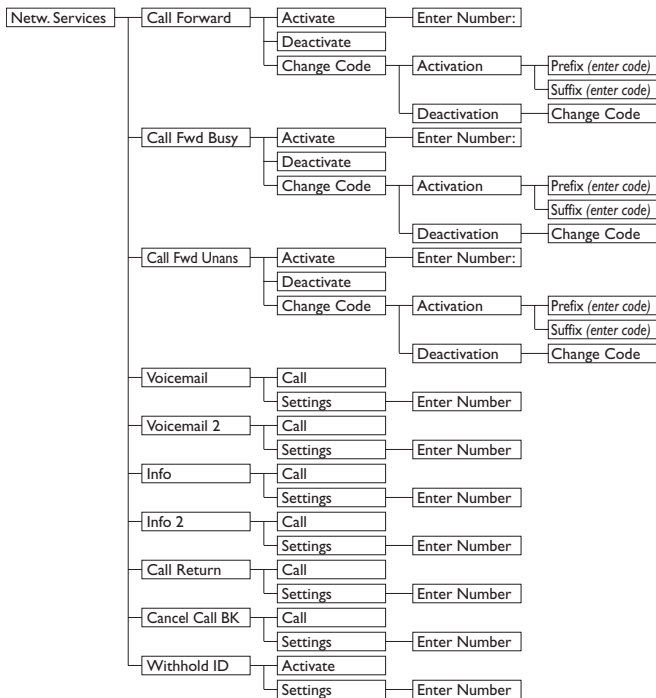 Netw. Services Call Forward Activate Enter Number:
Deactivate
Change Code Activation Prefix (enter code)
Suffix (enter code)
Deactivation Change Code
Call Fwd Busy Activate Enter Number:
Deactivate
Change Code Activation Prefix (enter code)
Suffix (enter code)
Deactivation Change Code
Call Fwd Unans Activate Enter Number:
Deactivate
Change Code Activation Prefix (enter code)
Suffix (enter code)
Deactivation Change Code
Voicemail Call
Settings Enter Number
Voicemail 2 Call
Settings Enter Number
Info Call
Settings Enter Number
Info 2 Call
Settings Enter Number
Call Return Call
Settings Enter Number
Cancel Call BK Call
Settings Enter Number
Withhold ID Activate
Settings Enter Number